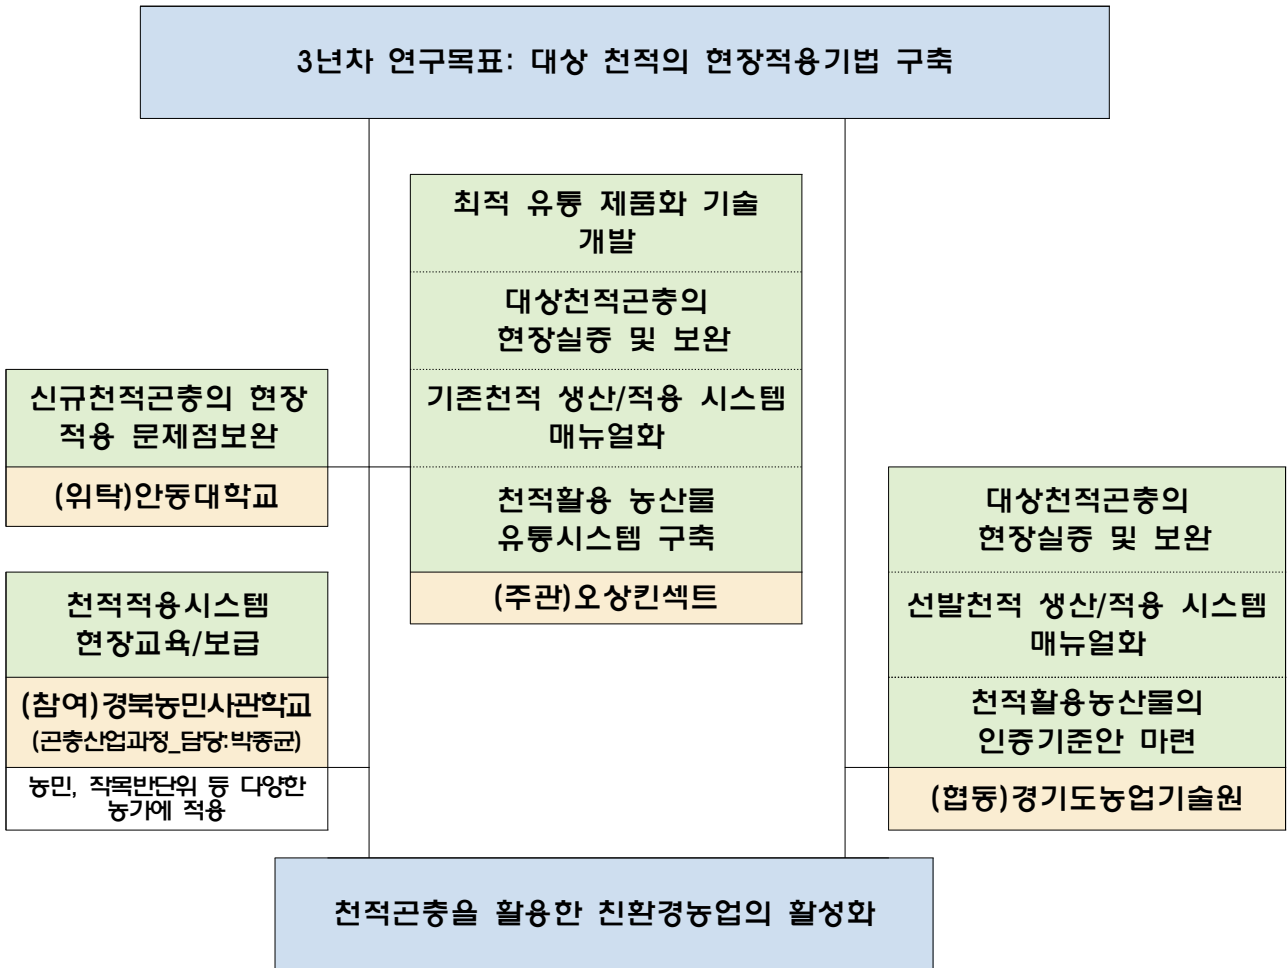 3년차 연구목표: 대상 천적의 현장적용기법 구축
최적 유통 제품화 기술
개발
대상천적곤충의
현장실증 및 보완
기존천적 생산/적용 시스템
매뉴얼화
천적활용 농산물
유통시스템 구축
(주관)오상킨섹트
신규천적곤충의 현장
적용 문제점보완
(위탁)안동대학교
천적적용시스템
현장교육/보급
(참여)경북농민사관학교
(곤충산업과정_담당:박종균)
농민, 작목반단위 등 다양한
농가에 적용
대상천적곤충의
현장실증 및 보완
선발천적 생산/적용 시스템
매뉴얼화
천적활용농산물의
인증기준안 마련
(협동)경기도농업기술원
천적곤충을 활용한 친환경농업의 활성화